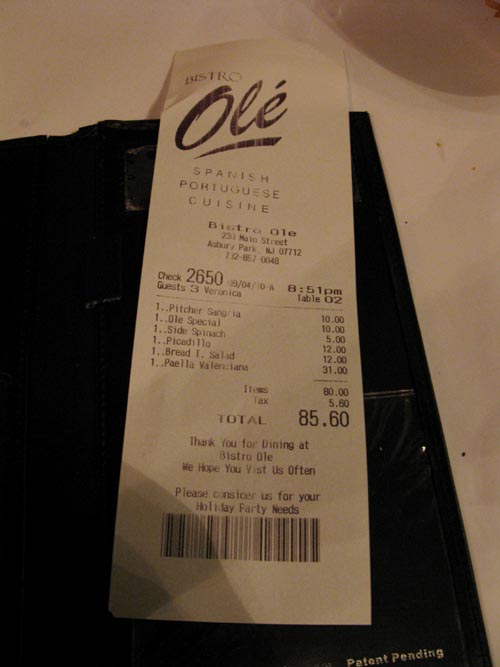 BISTRO
Olé
SPANISH
PORTUGUESE
CUISINE
Bistro Ole
230 Main Street
Asbury Park, NJ 07712
732-897-0048
Check 2650 09/04/10-A 8:51pm
Guests 3 Veronica Table 02
1..Pitcher Sangria 10.00
1..Ole Special 10.00
1..Side Spinach 5.00
1..Picadillo 12.00
1..Bread T. Salad 12.00
1..Paella Valenciana 31.00
Items 80.00
Tax 5.60
TOTAL 85.60
Thank You for Dining at
Bistro Ole
We Hope You Vist Us Often
Please consider us for your
Holiday Party Needs
Patent Pending